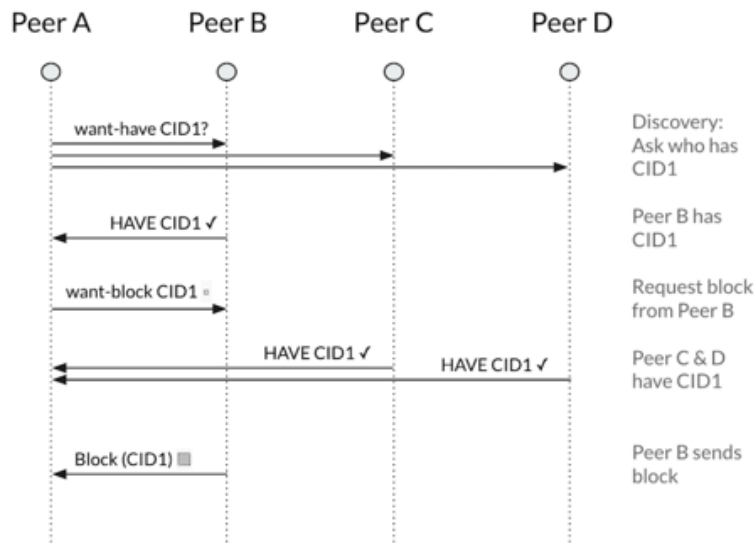 Peer A
Peer B
Peer C
Peer D
want-have CID1?
Discovery:
Ask who has
CID1
HAVE CID1 ✓
Peer B has
CID1
want-block CID1
Request block
from Peer B
HAVE CID1 ✓
HAVE CID1 ✓
Peer C & D
have CID1
Block (CID1)
Peer B sends
block